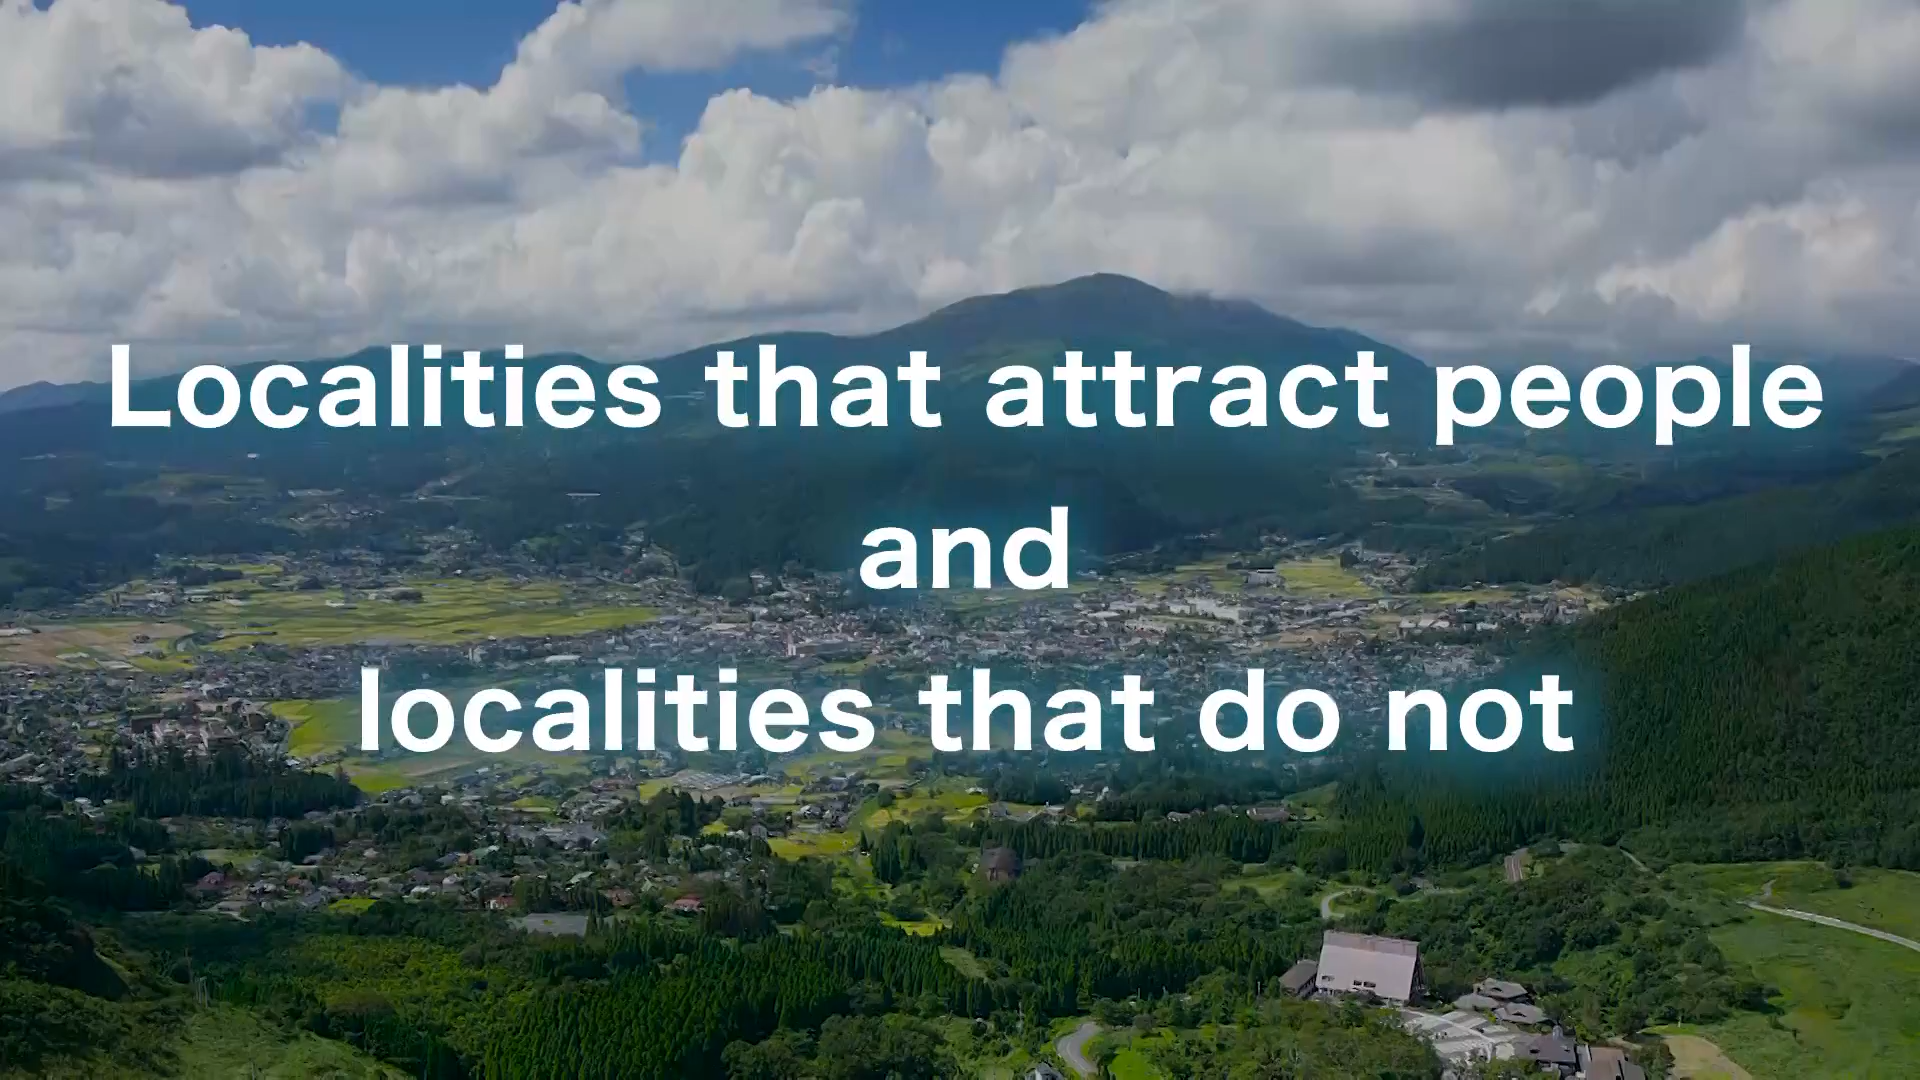 Localities that attract people
and
localities that do not